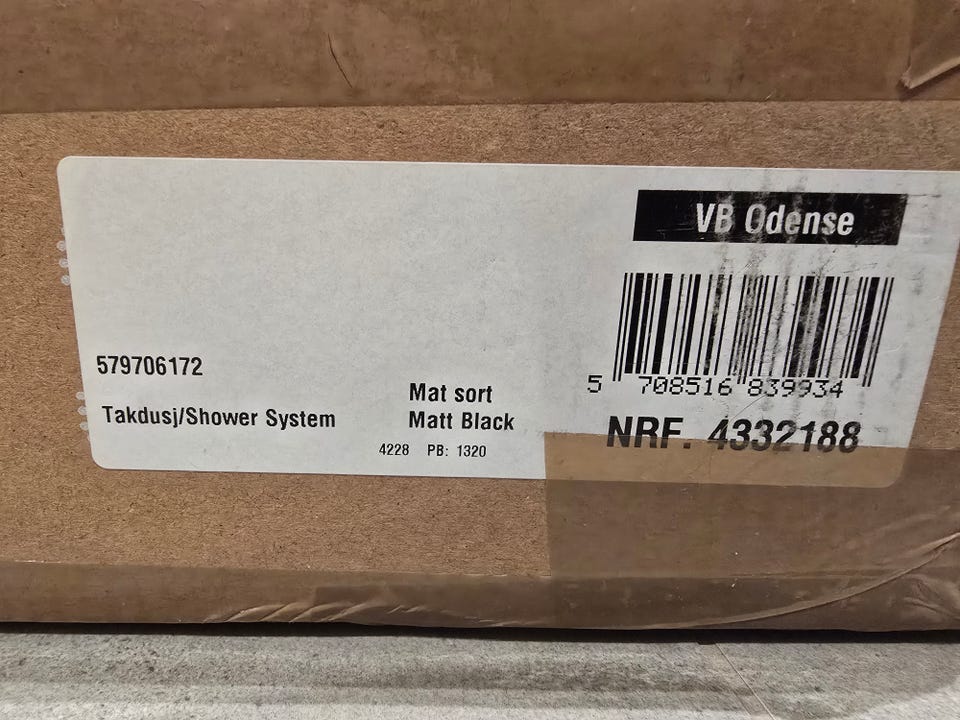 VB Odense
5 708516 839934
NRF. 4332188
579706172
Takdusj/Shower System
Mat sort
Matt Black
4228 PB: 1320